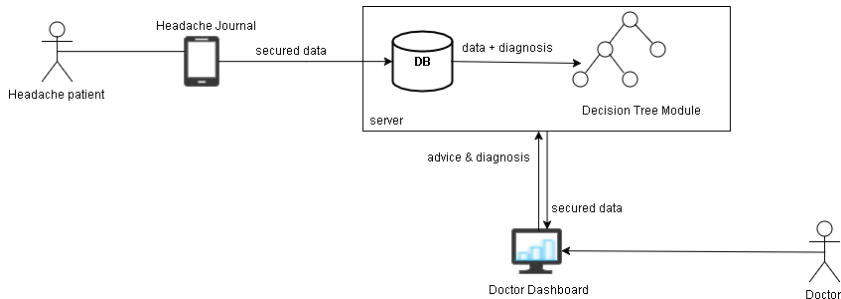 Headache Journal
secured data
DB
data + diagnosis
Headache patient
Decision Tree Module
server
advice & diagnosis
secured data
Doctor Dashboard
Doctor